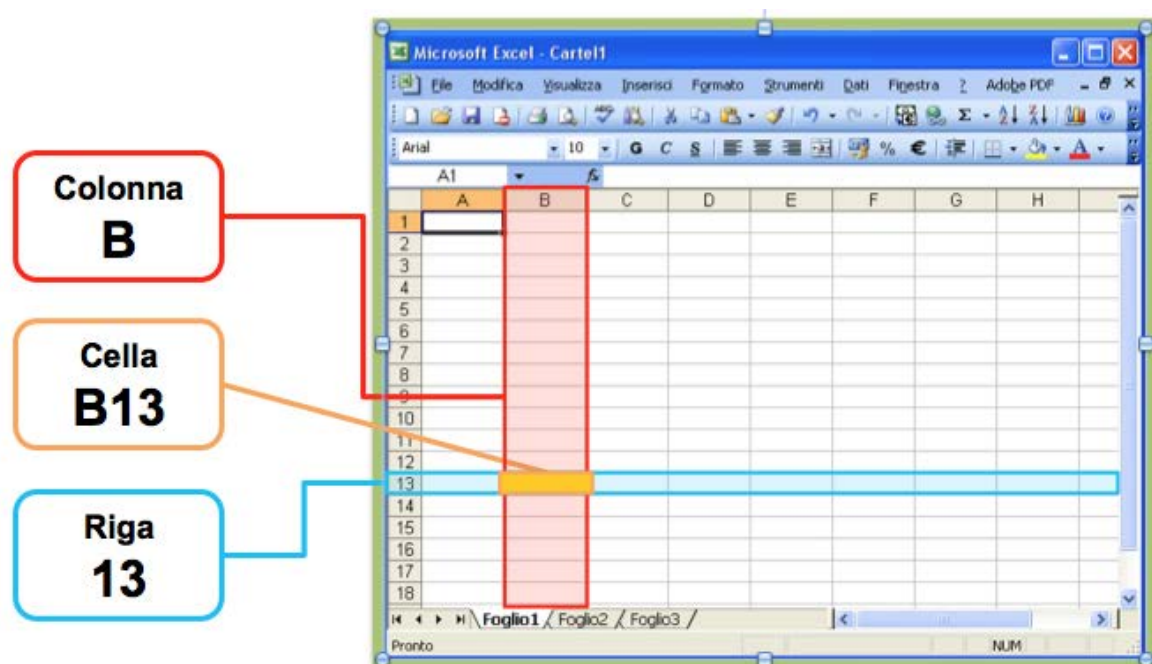 Colonna
B
Cella
B13
Riga
13
Microsoft Excel - Cartel1
File Modifica Visualizza Inserisci Formato Strumenti Dati Finestra ? Adobe PDF
Arial 10 G C S % €
A1 fx
A B C D E F G H
1
2
3
4
5
6
7
8
9
10
11
12
13
14
15
16
17
18
Foglio1 Foglio2 Foglio3
Pronto NUM